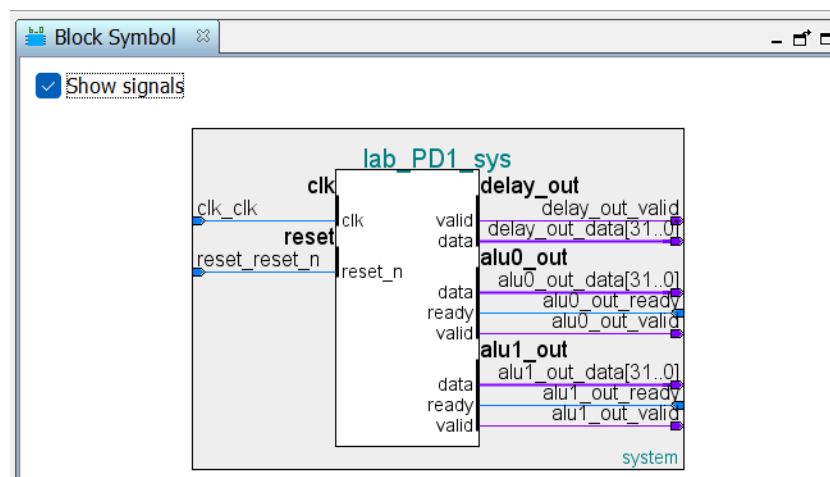 Block Symbol
Show signals
lab_PD1_sys
clk
delay_out
clk_clk
delay_out_valid
clk
valid
reset
delay_out_data[31..0]
data
reset_reset_n
alu0_out
reset_n
alu0_out_data[31..0]
data
alu0_out_ready
ready
alu0_out_valid
valid
alu1_out
alu1_out_data[31..0]
data
alu1_out_ready
ready
alu1_out_valid
valid
system